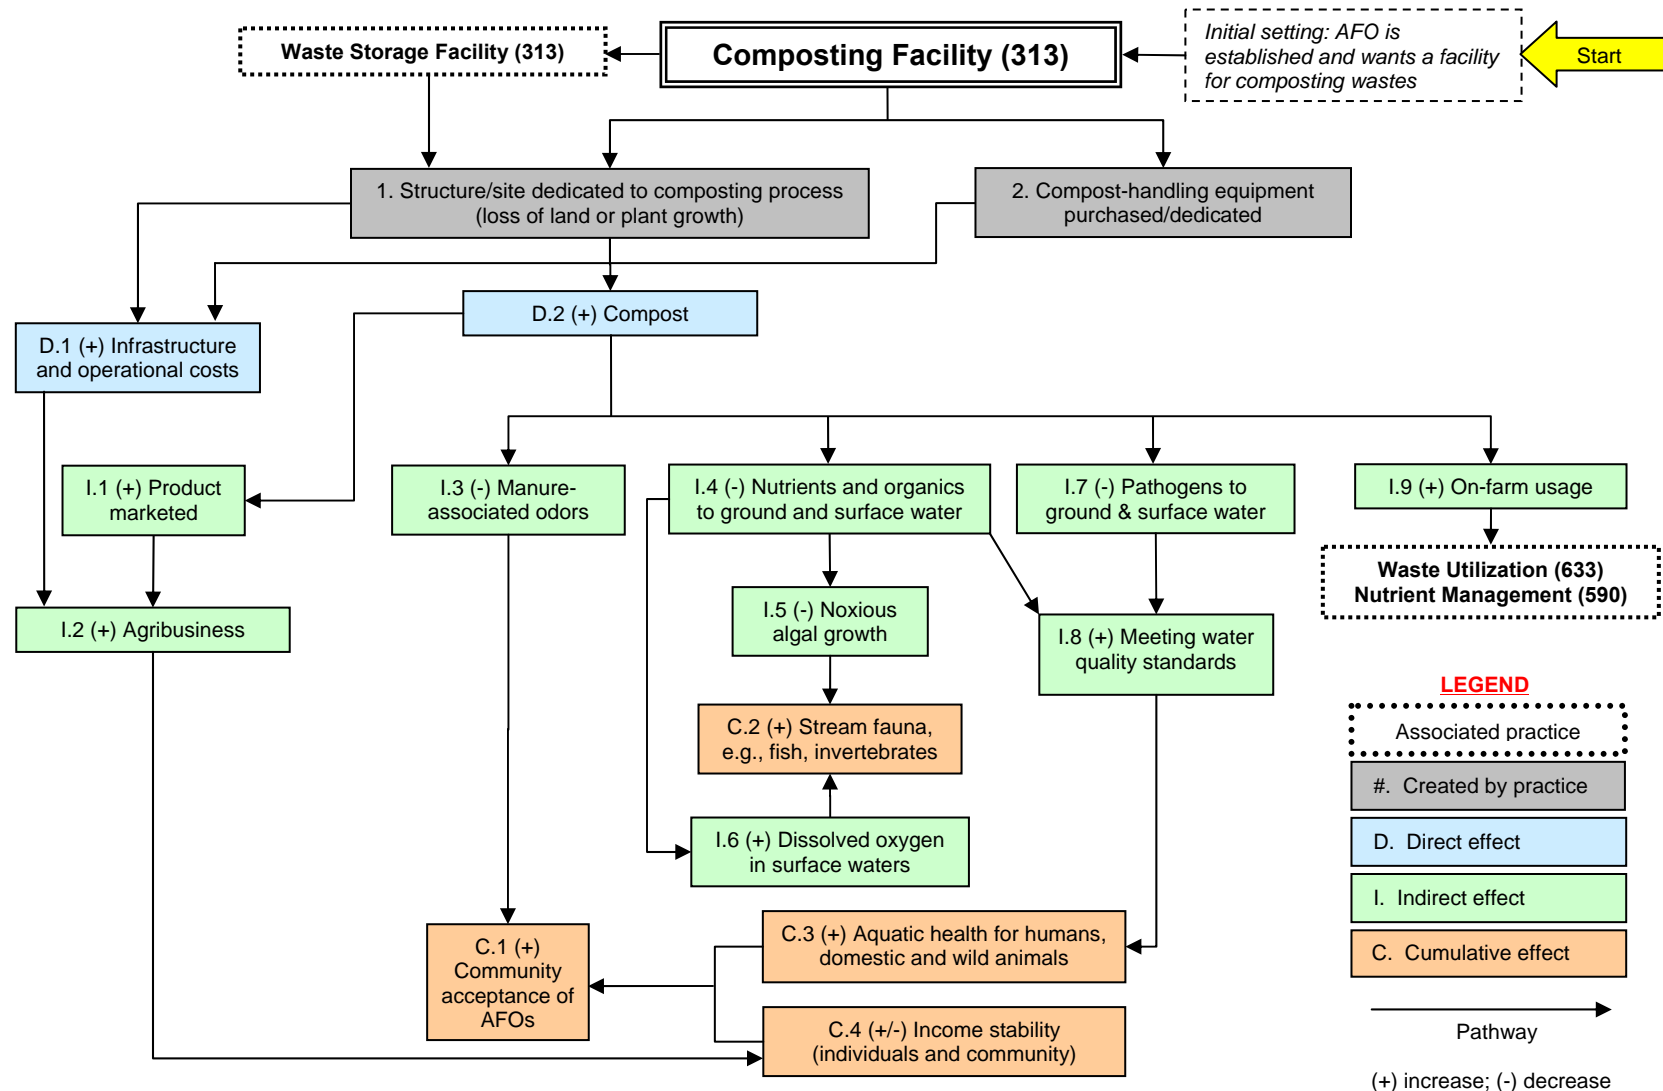 Waste Storage Facility (313)
Composting Facility (313)
Initial setting: AFO is
established and wants a facility
for composting wastes
Start
1. Structure/site dedicated to composting process
(loss of land or plant growth)
2. Compost-handling equipment
purchased/dedicated
D.1 (+) Infrastructure
and operational costs
D.2 (+) Compost
I.1 (+) Product
marketed
I.3 (-) Manure-
associated odors
I.4 (-) Nutrients and organics
to ground and surface water
I.7 (-) Pathogens to
ground & surface water
I.9 (+) On-farm usage
Waste Utilization (633)
Nutrient Management (590)
I.2 (+) Agribusiness
I.5 (-) Noxious
algal growth
I.8 (+) Meeting water
quality standards
C.2 (+) Stream fauna,
e.g., fish, invertebrates
I.6 (+) Dissolved oxygen
in surface waters
C.1 (+)
Community
acceptance of
AFOs
C.3 (+) Aquatic health for humans,
domestic and wild animals
C.4 (+/-) Income stability
(individuals and community)
LEGEND
Associated practice
#. Created by practice
D. Direct effect
I. Indirect effect
C. Cumulative effect
Pathway
(+) increase; (-) decrease